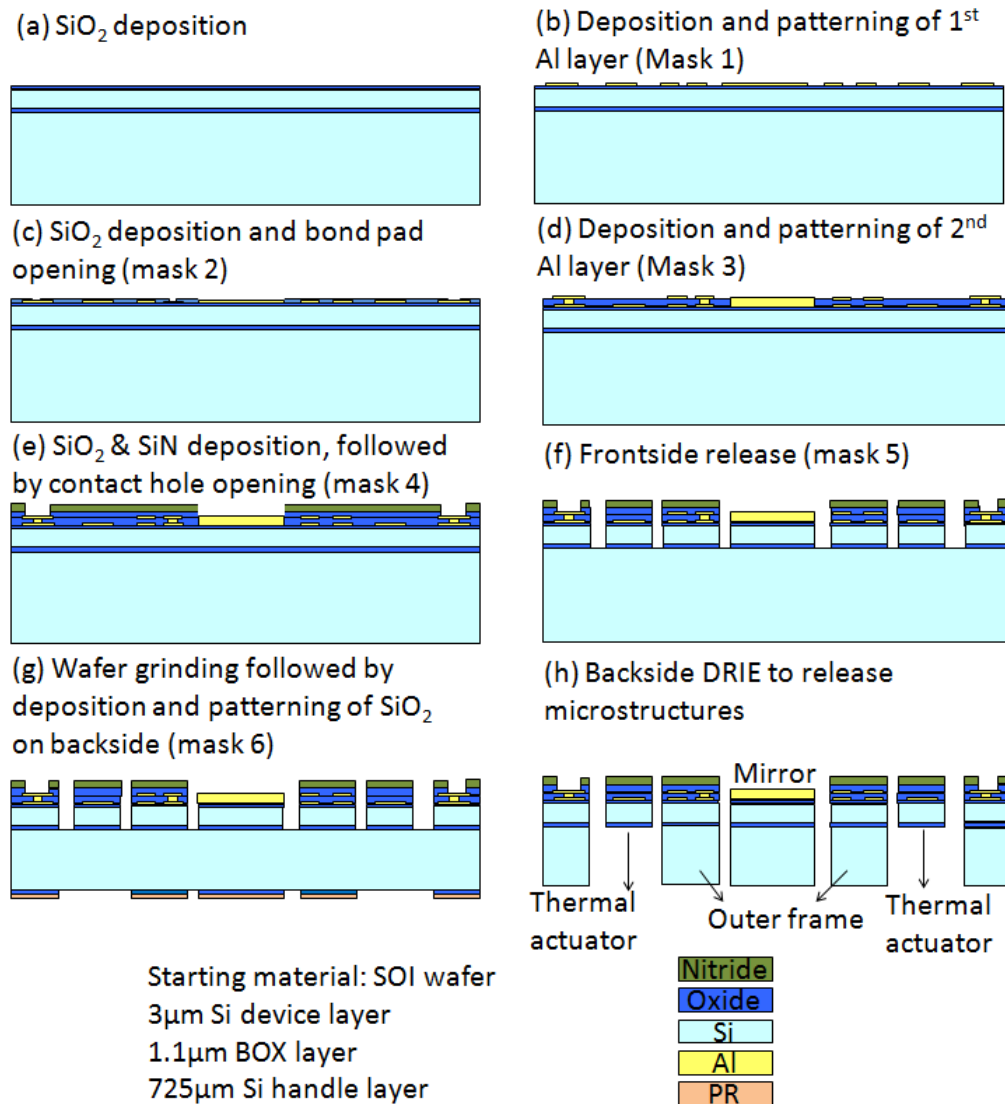 (a) SiO₂ deposition
(b) Deposition and patterning of 1ˢᵗ
Al layer (Mask 1)
(c) SiO₂ deposition and bond pad
opening (mask 2)
(d) Deposition and patterning of 2ⁿᵈ
Al layer (Mask 3)
(e) SiO₂ & SiN deposition, followed
by contact hole opening (mask 4)
(f) Frontside release (mask 5)
(g) Wafer grinding followed by
deposition and patterning of SiO₂
on backside (mask 6)
(h) Backside DRIE to release
microstructures
Mirror
Thermal
actuator
Outer frame
Thermal
actuator
Starting material: SOI wafer
3µm Si device layer
1.1µm BOX layer
725µm Si handle layer
Nitride
Oxide
Si
Al
PR